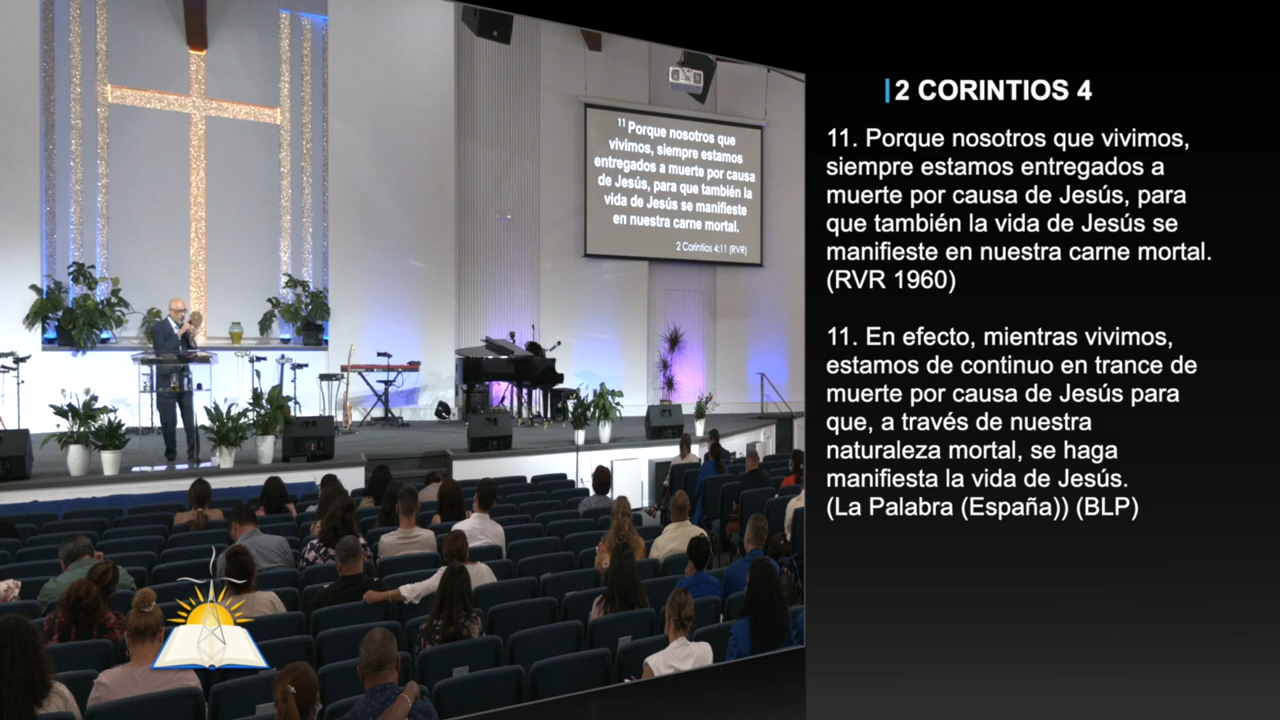 11 Porque nosotros que
vivimos, siempre estamos
entregados a muerte por causa
de Jesús, para que también la
vida de Jesús se manifieste
en nuestra carne mortal.
2 Corintios 4:11 (RVR)
2 CORINTIOS 4
11. Porque nosotros que vivimos,
siempre estamos entregados a
muerte por causa de Jesús, para
que también la vida de Jesús se
manifieste en nuestra carne mortal.
(RVR 1960)
11. En efecto, mientras vivimos,
estamos de continuo en trance de
muerte por causa de Jesús para
que, a través de nuestra
naturaleza mortal, se haga
manifiesta la vida de Jesús.
(La Palabra (España)) (BLP)